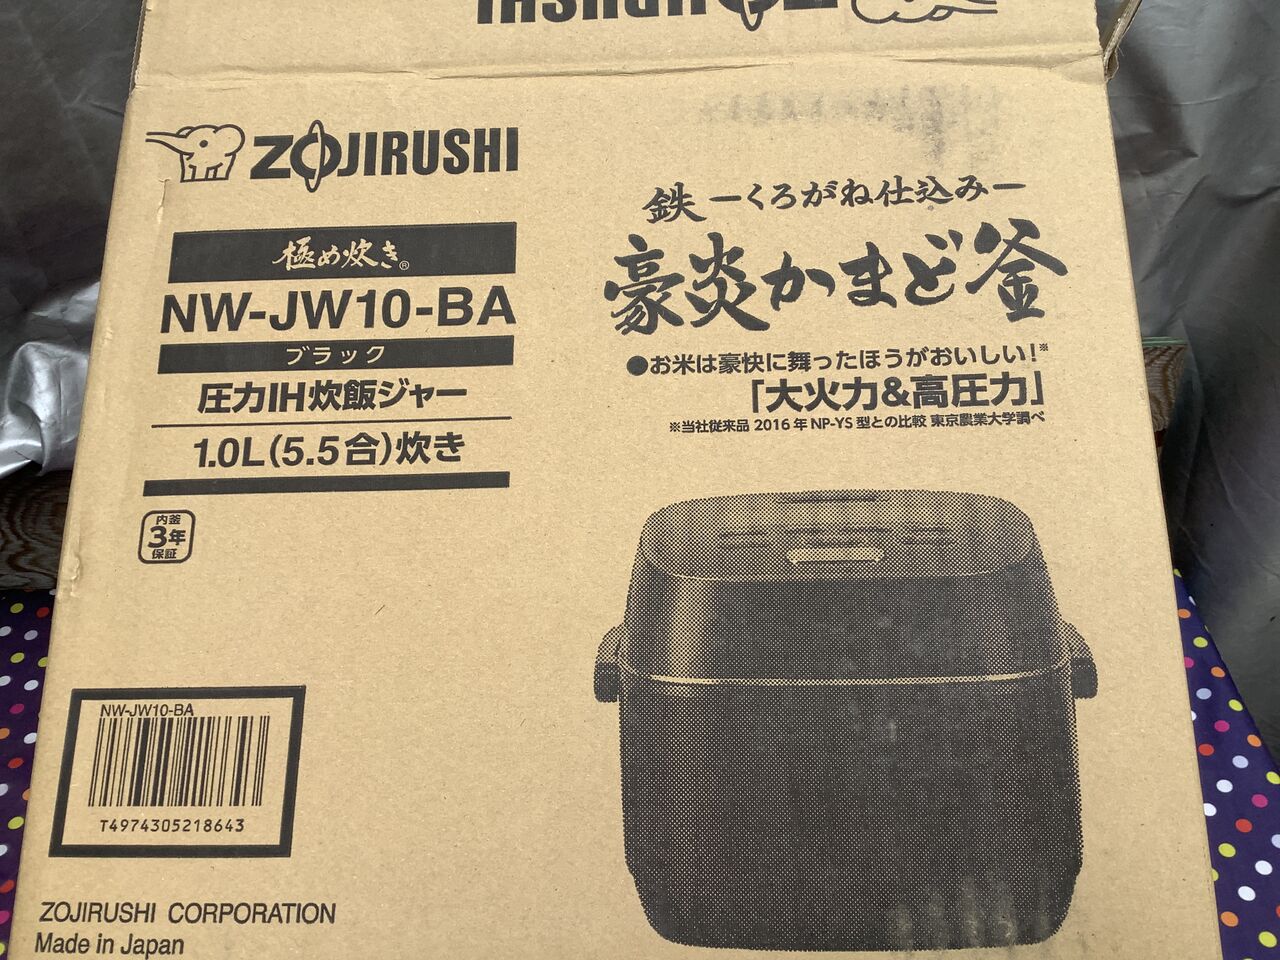 ZOJIRUSHI
ZOJIRUSHI
極め炊き®
NW-JW10-BA
ブラック
圧力IH炊飯ジャー
1.0L(5.5合)炊き
内釜
3年
保証
鉄 ーくろがね仕込みー
豪炎かまど釜
●お米は豪快に舞ったほうがおいしい!※
「大火力&高圧力」
※当社従来品 2016年 NP-YS型との比較 東京農業大学調べ
NW-JW10-BA
T4974305218643
ZOJIRUSHI CORPORATION
Made in Japan